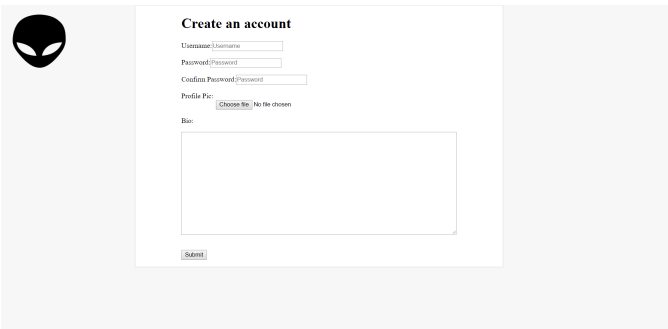 Create an account
Username: Username
Password: Password
Confirm Password: Password
Profile Pic:
Choose file No file chosen
Bio:
Submit